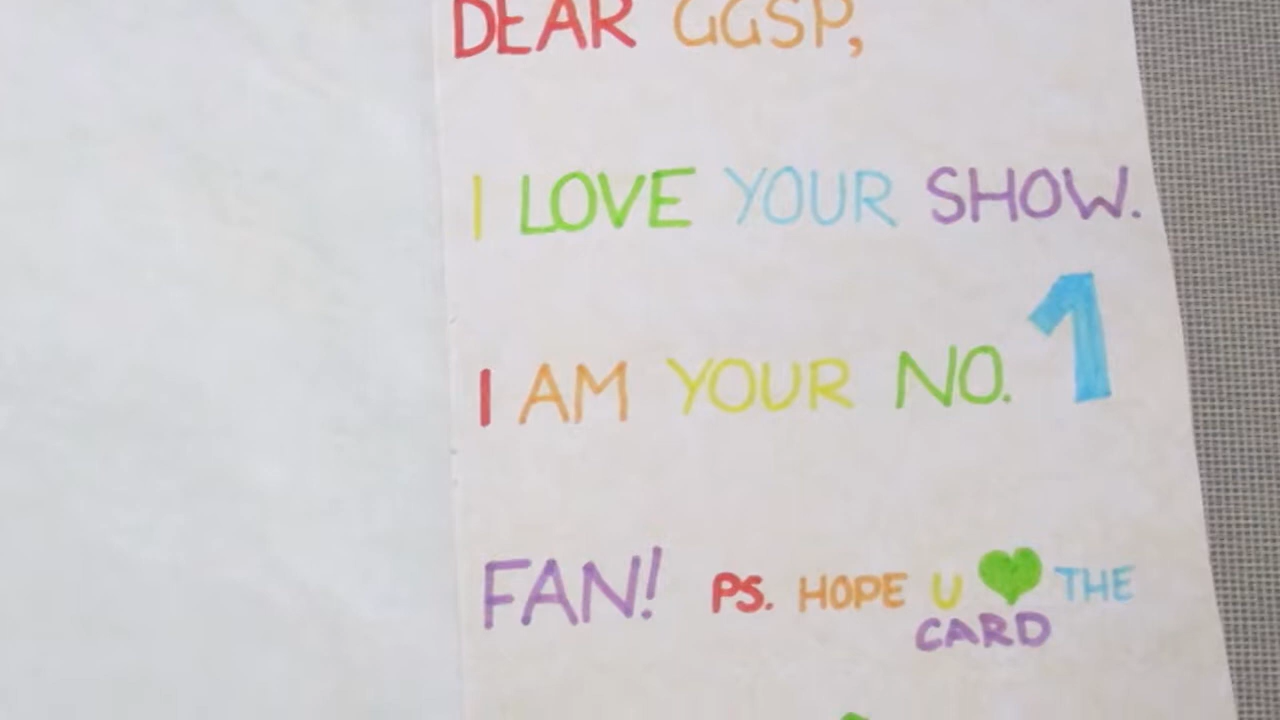 DEAR GGSP,
I LOVE YOUR SHOW.
I AM YOUR NO. 1
FAN! PS. HOPE U ♥ THE
CARD